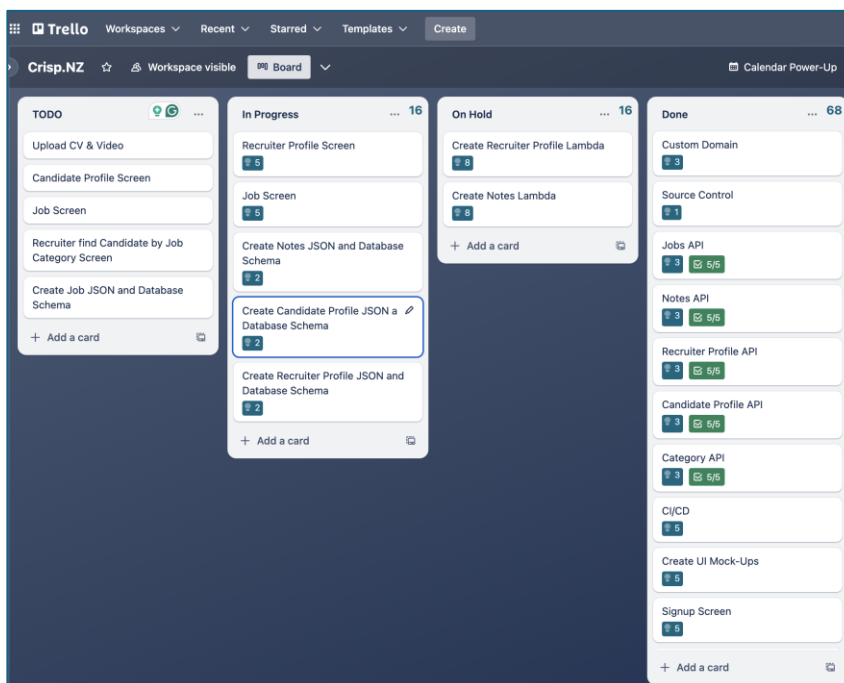 Trello Workspaces Recent Starred Templates Create
Crisp.NZ Workspace visible Board Calendar Power-Up
TODO
Upload CV & Video
Candidate Profile Screen
Job Screen
Recruiter find Candidate by Job
Category Screen
Create Job JSON and Database
Schema
+ Add a card
In Progress ... 16
Recruiter Profile Screen
5
Job Screen
5
Create Notes JSON and Database
Schema
2
Create Candidate Profile JSON a
Database Schema
2
Create Recruiter Profile JSON and
Database Schema
2
+ Add a card
On Hold ... 16
Create Recruiter Profile Lambda
8
Create Notes Lambda
8
+ Add a card
Done ... 68
Custom Domain
3
Source Control
1
Jobs API
3 5/5
Notes API
3 5/5
Recruiter Profile API
3 5/5
Candidate Profile API
3 5/5
Category API
3 5/5
CI/CD
5
Create UI Mock-Ups
5
Signup Screen
5
+ Add a card